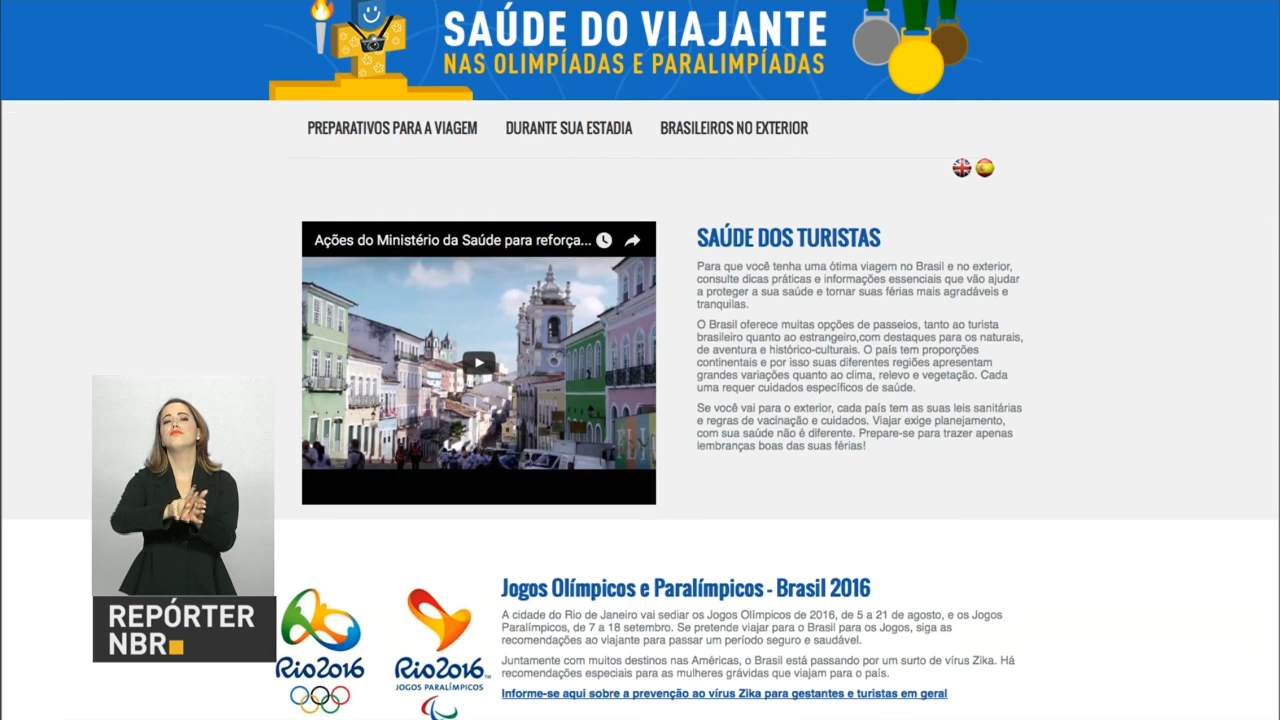 SAÚDE DO VIAJANTE
NAS OLIMPÍADAS E PARALIMPÍADAS
PREPARATIVOS PARA A VIAGEM
DURANTE SUA ESTADIA
BRASILEIROS NO EXTERIOR
Ações do Ministério da Saúde para reforça...
SAÚDE DOS TURISTAS
Para que você tenha uma ótima viagem no Brasil e no exterior,
consulte dicas práticas e informações essenciais que vão ajudar
a proteger a sua saúde e tornar suas férias mais agradáveis e
tranquilas.
O Brasil oferece muitas opções de passeios, tanto ao turista
brasileiro quanto ao estrangeiro,com destaques para os naturais,
de aventura e histórico-culturais. O país tem proporções
continentais e por isso suas diferentes regiões apresentam
grandes variações quanto ao clima, relevo e vegetação. Cada
uma requer cuidados específicos de saúde.
Se você vai para o exterior, cada país tem as suas leis sanitárias
e regras de vacinação e cuidados. Viajar exige planejamento,
com sua saúde não é diferente. Prepare-se para trazer apenas
lembranças boas das suas férias!
REPÓRTER
NBR
Rio2016
Rio2016
JOGOS PARALÍMPICOS
Jogos Olímpicos e Paralímpicos - Brasil 2016
A cidade do Rio de Janeiro vai sediar os Jogos Olímpicos de 2016, de 5 a 21 de agosto, e os Jogos
Paralímpicos, de 7 a 18 setembro. Se pretende viajar para o Brasil para os Jogos, siga as
recomendações ao viajante para passar um período seguro e saudável.
Juntamente com muitos destinos nas Américas, o Brasil está passando por um surto de vírus Zika. Há
recomendações especiais para as mulheres grávidas que viajam para o país.
Informe-se aqui sobre a prevenção ao vírus Zika para gestantes e turistas em geral